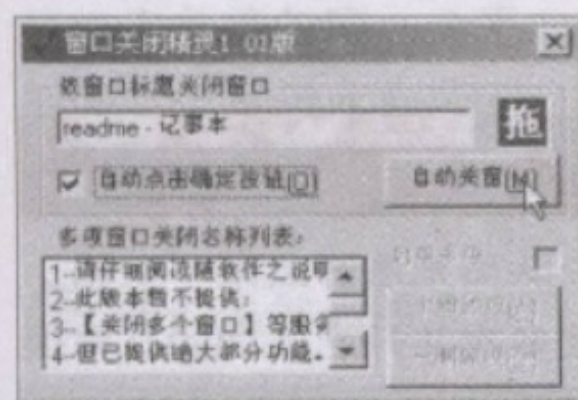 窗口关闭精灵1.01版
依窗口标题关闭窗口
readme - 记事本
拖
自动点击确定按钮(O)
自动关窗(M)
多项窗口关闭名称列表:
1--请仔细阅读随软件之说明
2--此版本暂不提供:
3--【关闭多个窗口】等服务
4--但已提供给大部分功能。